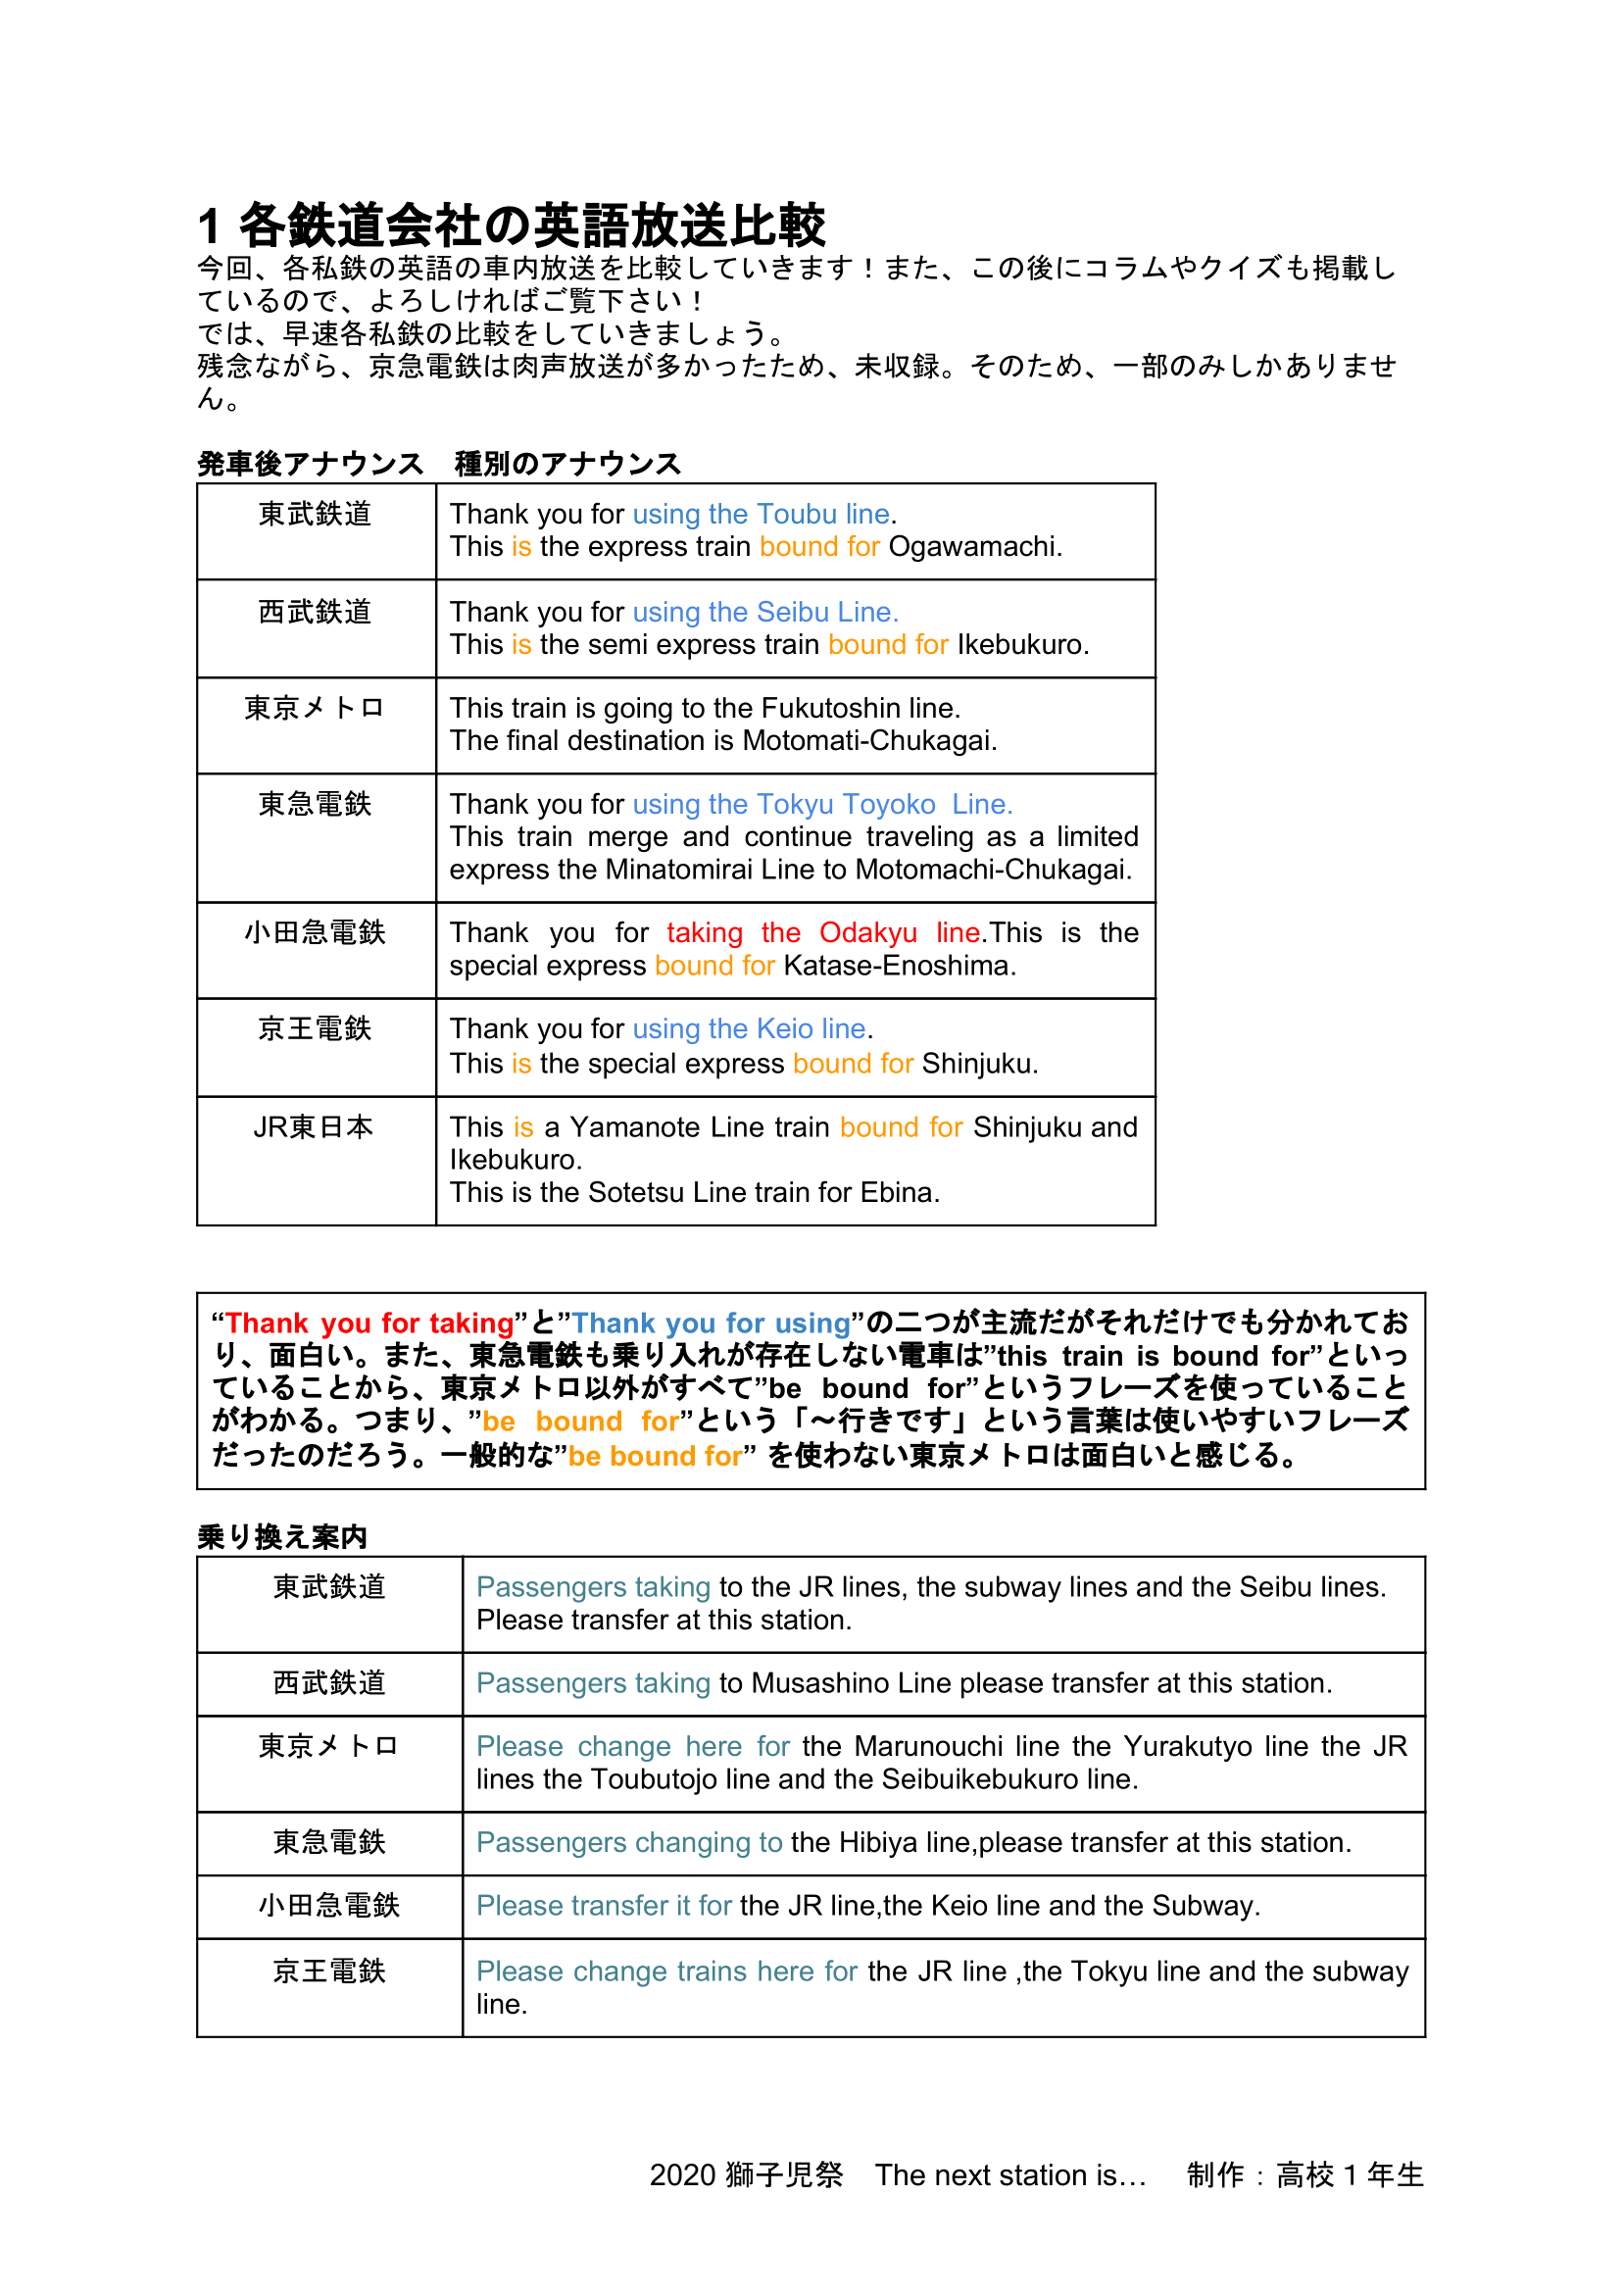 1 各鉄道会社の英語放送比較
今回、各私鉄の英語の車内放送を比較していきます！また、この後にコラムやクイズも掲載し
ているので、よろしければご覧下さい！
では、早速各私鉄の比較をしていきましょう。
残念ながら、京急電鉄は肉声放送が多かったため、未収録。そのため、一部のみしかありませ
ん。
発車後アナウンス　種別のアナウンス
東武鉄道
Thank you for using the Toubu line.
This is the express train bound for Ogawamachi.
西武鉄道
Thank you for using the Seibu Line.
This is the semi express train bound for Ikebukuro.
東京メトロ
This train is going to the Fukutoshin line.
The final destination is Motomati-Chukagai.
東急電鉄
Thank you for using the Tokyu Toyoko Line.
This train merge and continue traveling as a limited
express the Minatomirai Line to Motomachi-Chukagai.
小田急電鉄
Thank you for taking the Odakyu line.This is the
special express bound for Katase-Enoshima.
京王電鉄
Thank you for using the Keio line.
This is the special express bound for Shinjuku.
JR東日本
This is a Yamanote Line train bound for Shinjuku and
Ikebukuro.
This is the Sotetsu Line train for Ebina.
“Thank you for taking”と”Thank you for using”の二つが主流だがそれだけでも分かれてお
り、面白い。また、東急電鉄も乗り入れが存在しない電車は”this train is bound for”といっ
ていることから、東京メトロ以外がすべて”be bound for”というフレーズを使っていること
がわかる。つまり、”be bound for”という「～行きです」という言葉は使いやすいフレーズ
だったのだろう。一般的な”be bound for” を使わない東京メトロは面白いと感じる。
乗り換え案内
東武鉄道
Passengers taking to the JR lines, the subway lines and the Seibu lines.
Please transfer at this station.
西武鉄道
Passengers taking to Musashino Line please transfer at this station.
東京メトロ
Please change here for the Marunouchi line the Yurakutyo line the JR
lines the Toubutojo line and the Seibuikebukuro line.
東急電鉄
Passengers changing to the Hibiya line,please transfer at this station.
小田急電鉄
Please transfer it for the JR line,the Keio line and the Subway.
京王電鉄
Please change trains here for the JR line ,the Tokyu line and the subway
line.
2020 獅子児祭　The next station is…　制作：高校 1 年生